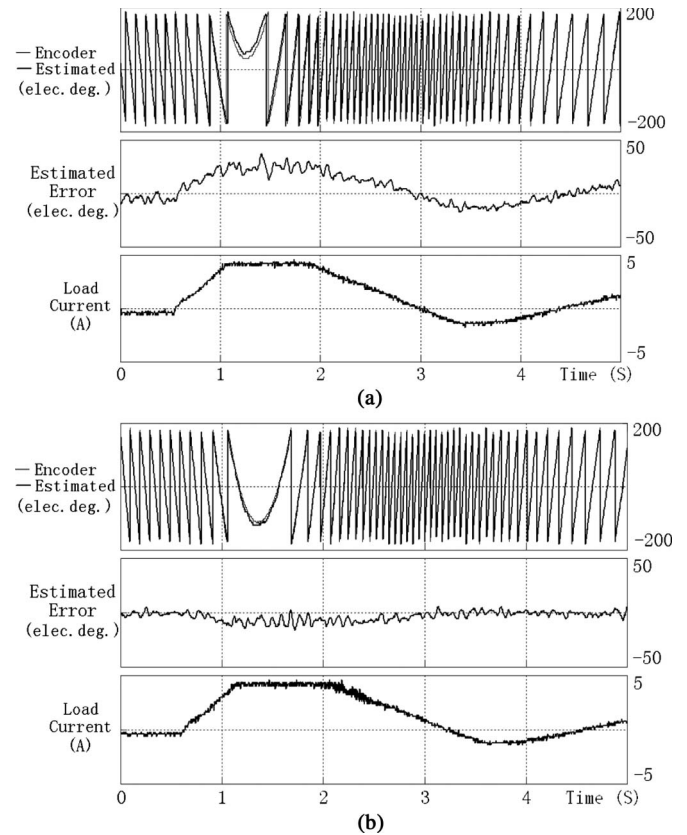 200
— Encoder
— Estimated
(elec.deg.)
-200
50
Estimated
Error
(elec.deg.)
-50
5
Load
Current
(A)
-5
0 1 2 3 4 Time (S)
(a)
200
— Encoder
— Estimated
(elec.deg.)
-200
50
Estimated
Error
(elec.deg.)
-50
5
Load
Current
(A)
-5
0 1 2 3 4 Time (S)
(b)